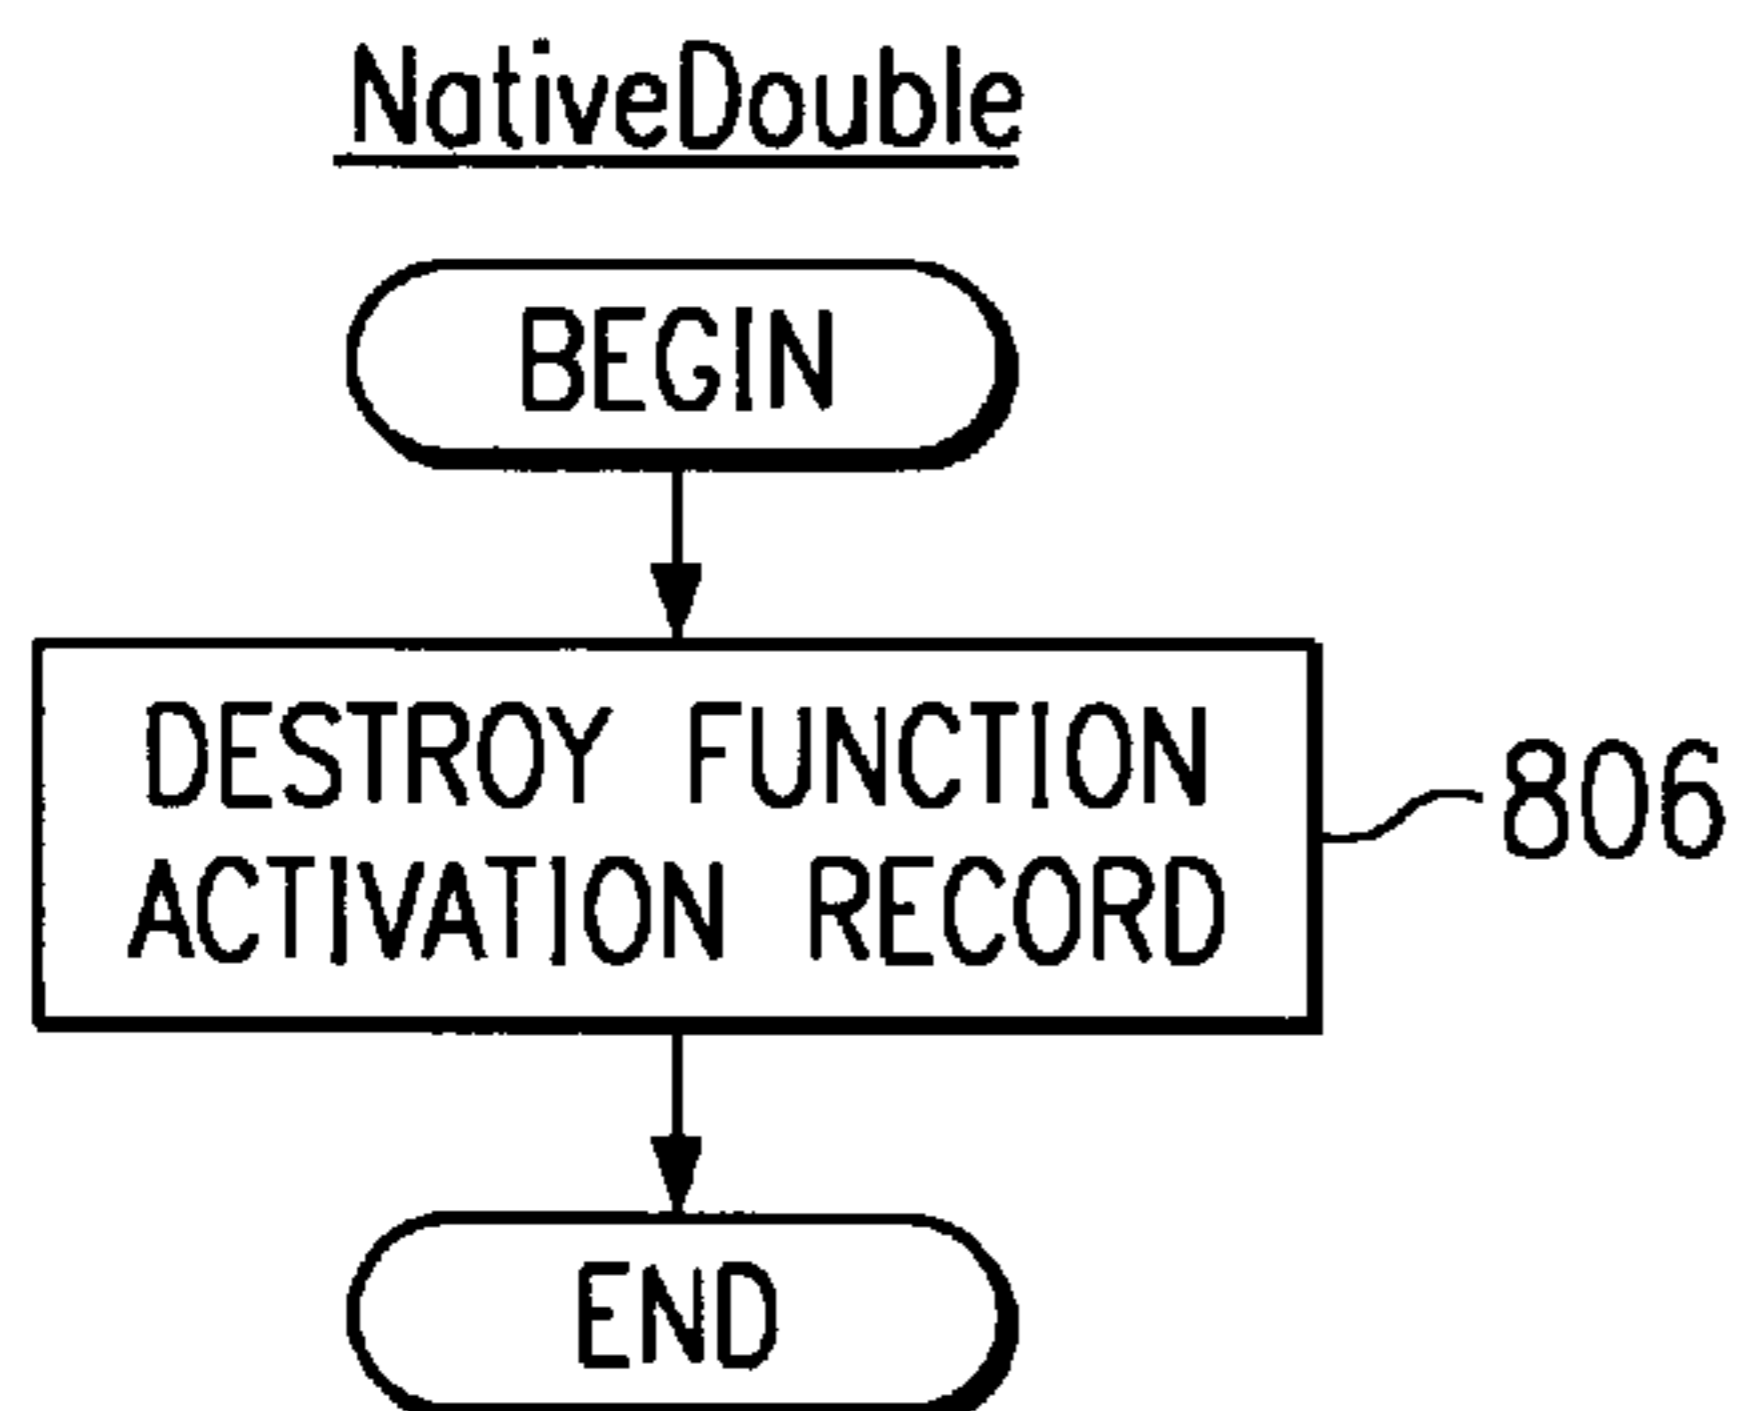 NativeDouble
BEGIN
DESTROY FUNCTION
ACTIVATION RECORD
806
END